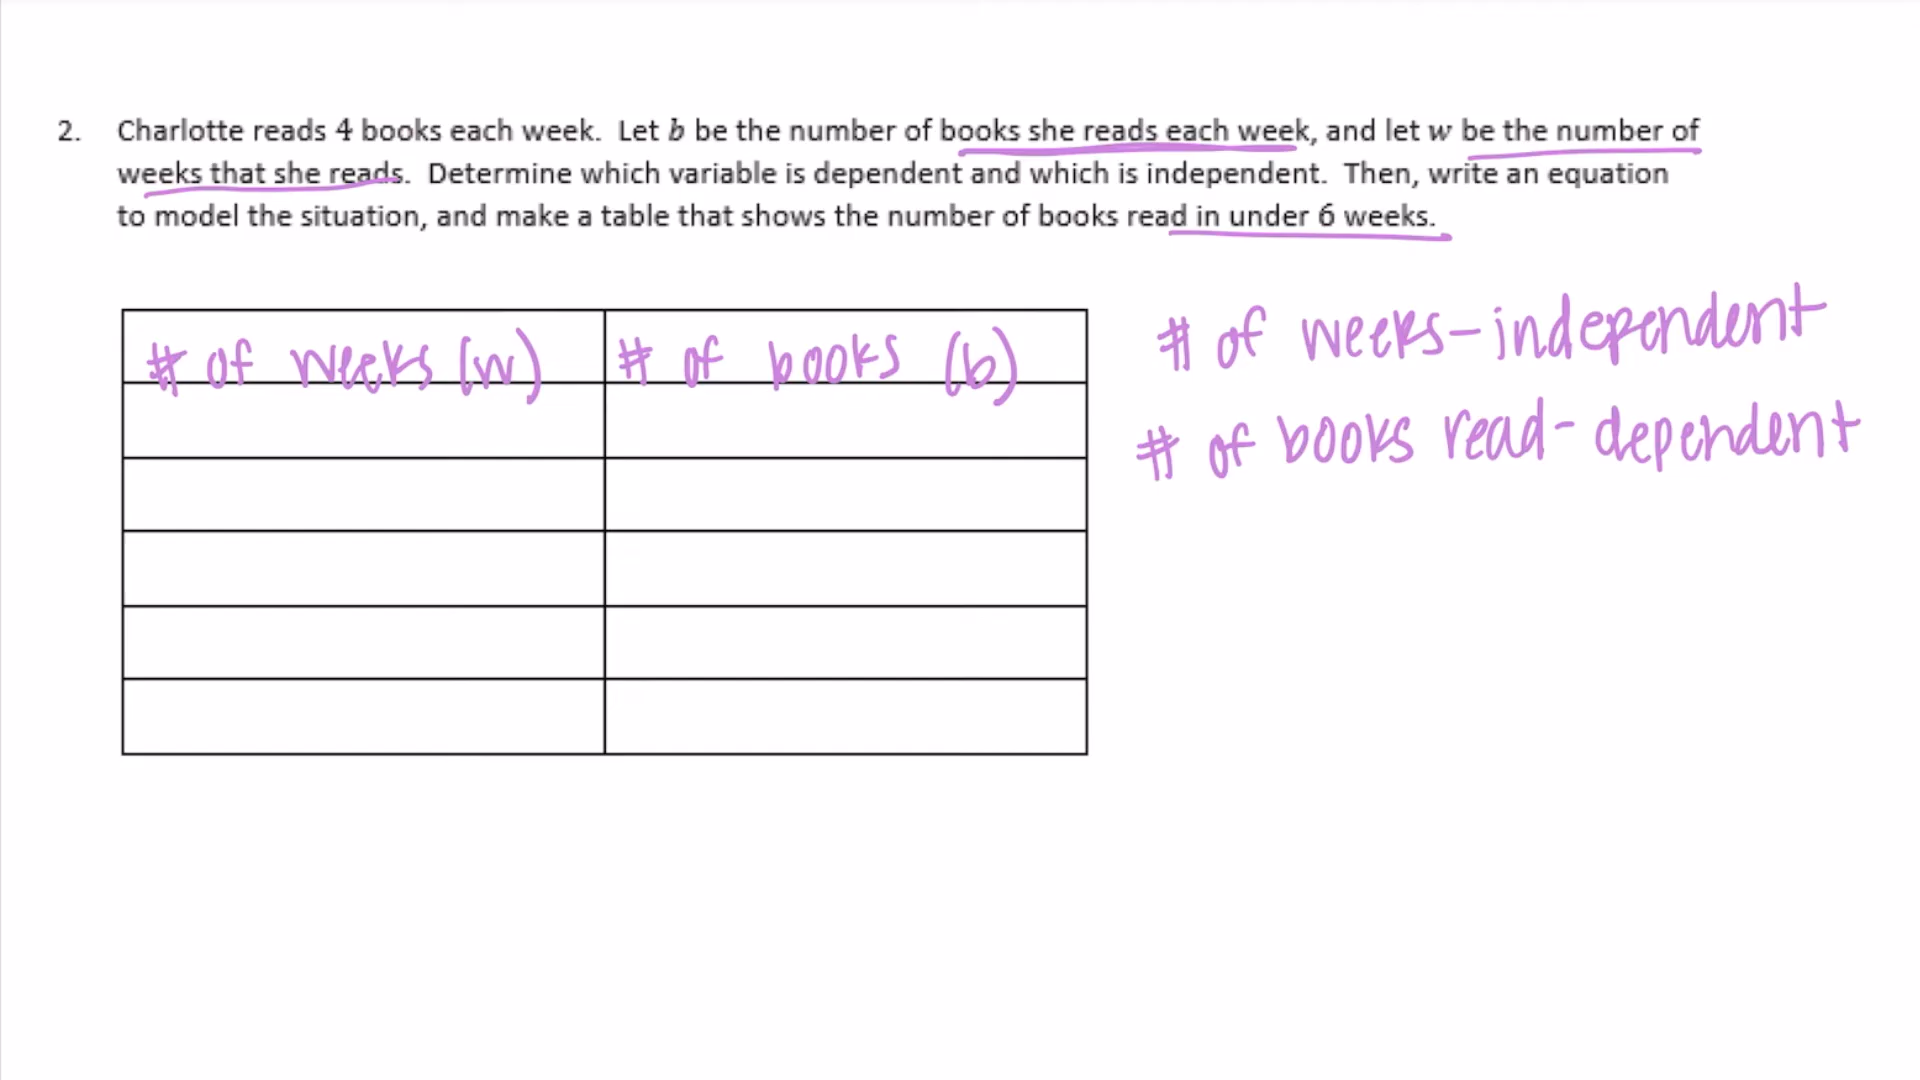 2. Charlotte reads 4 books each week. Let b be the number of books she reads each week, and let w be the number of
weeks that she reads. Determine which variable is dependent and which is independent. Then, write an equation
to model the situation, and make a table that shows the number of books read in under 6 weeks.
# of weeks (w) # of books (b)
# of weeks - independent
# of books read - dependent